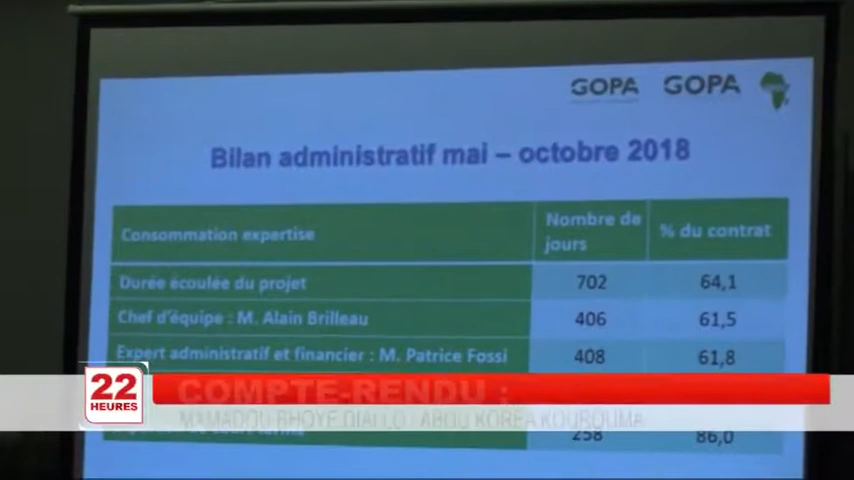 GOPA GOPA
Bilan administratif mai – octobre 2018
Consommation expertise Nombre de jours % du contrat
Durée écoulée du projet 702 64,1
Chef d'équipe : M. Alain Brilleau 406 61,5
Expert administratif et financier : M. Patrice Fossi 408 61,8
22 HEURES
COMPTE-RENDU :
MAMADOU BHOYE DIALLO / ABOU KOREA KOUROUMA
258 86,0